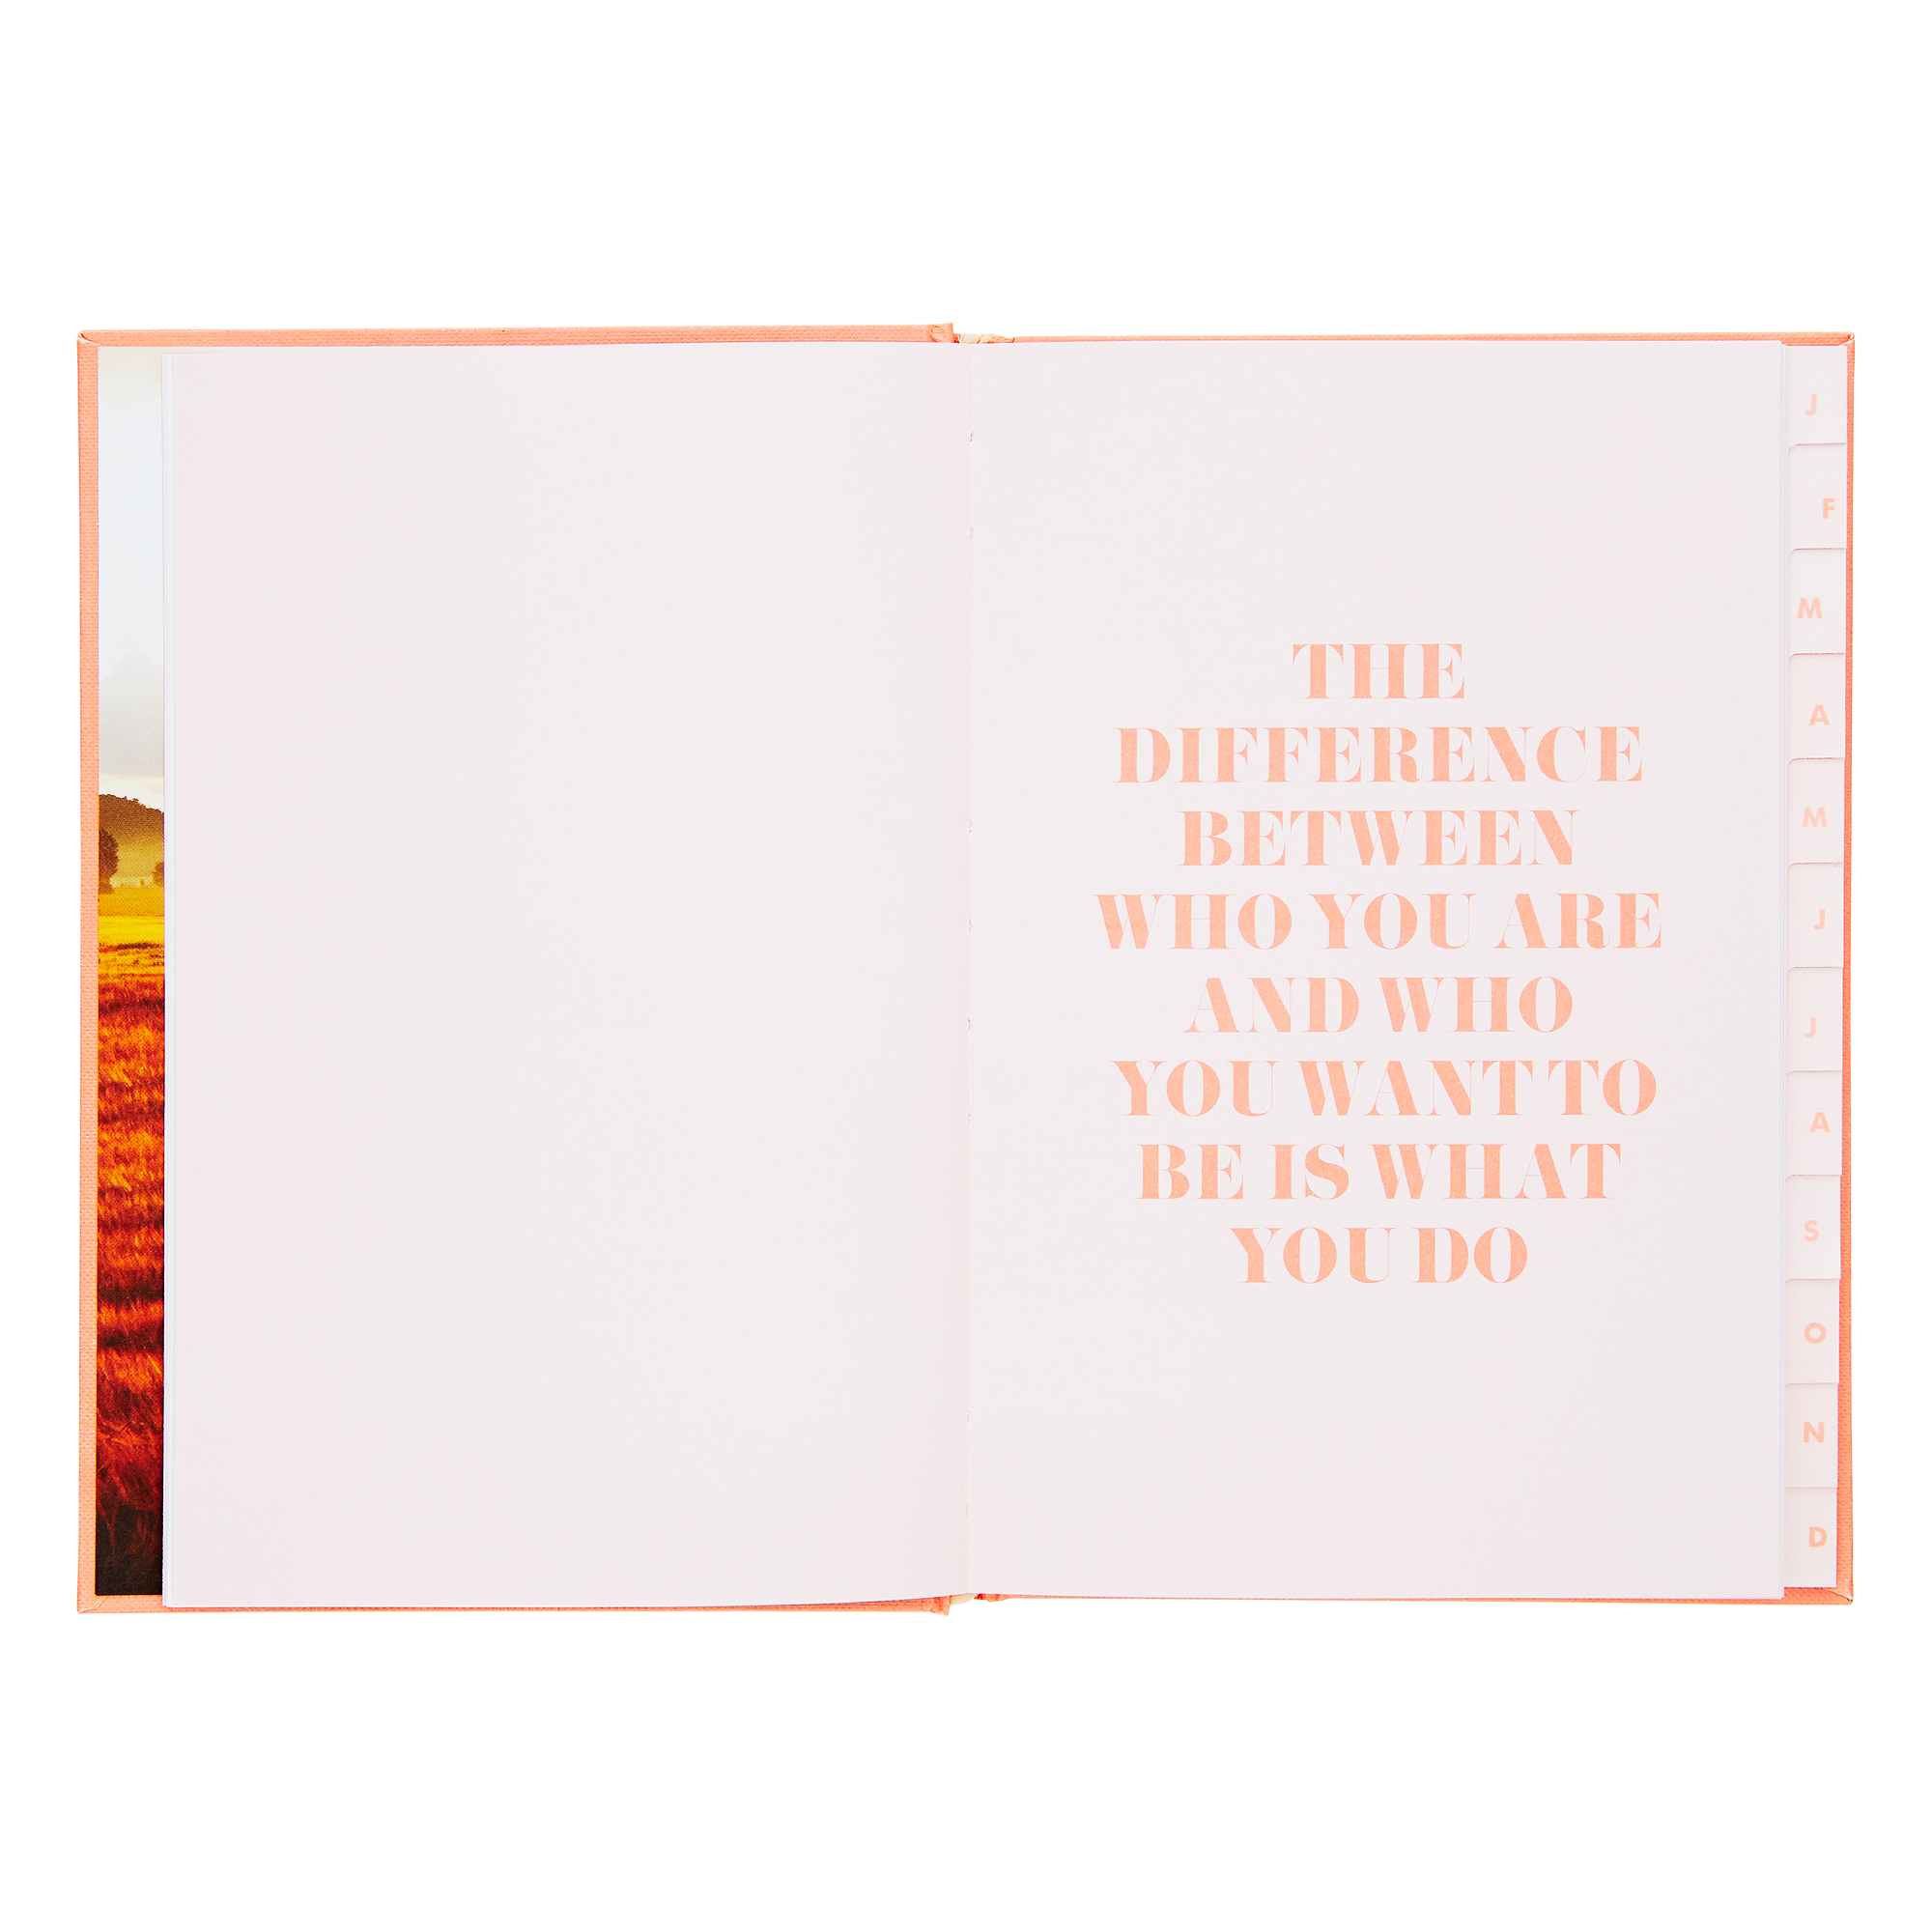 THE
DIFFERENCE
BETWEEN
WHO YOU ARE
AND WHO
YOU WANT TO
BE IS WHAT
YOU DO
J
F
M
A
M
J
J
A
S
O
N
D